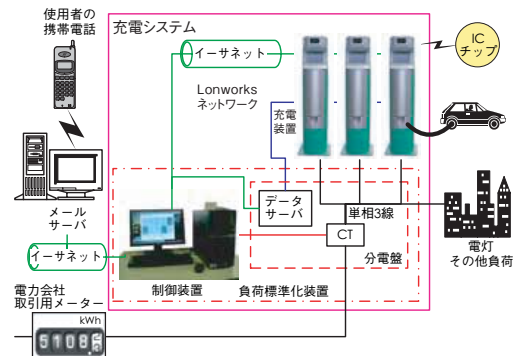 使用者の
携帯電話
充電システム
イーサネット
IC
チップ
Lonworks
ネットワーク
充電
装置
データ
サーバ
単相3線
CT
分電盤
メール
サーバ
イーサネット
制御装置
負荷標準化装置
電灯
その他負荷
電力会社
取引用メーター
kWh
5108